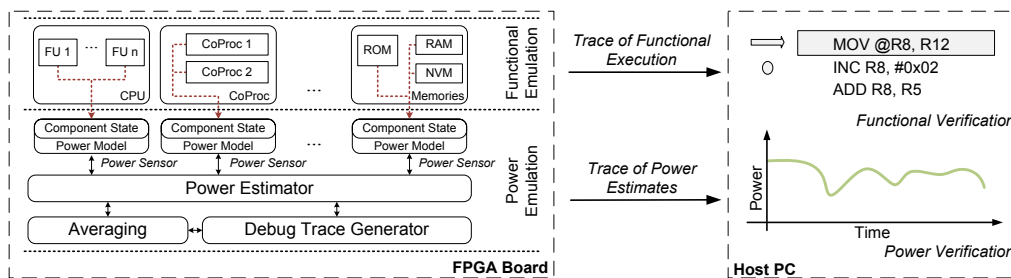 FU 1
...
FU n
CPU
CoProc 1
CoProc 2
CoProc
...
ROM
RAM
NVM
Memories
Functional
Emulation
Component State
Power Model
Component State
Power Model
...
Component State
Power Model
Power Sensor
Power Sensor
Power Sensor
Power Estimator
Averaging
Debug Trace Generator
Power
Emulation
FPGA Board
Trace of Functional
Execution
Trace of Power
Estimates
MOV @R8, R12
INC R8, #0x02
ADD R8, R5
Functional Verification
Power
Time
Power Verification
Host PC